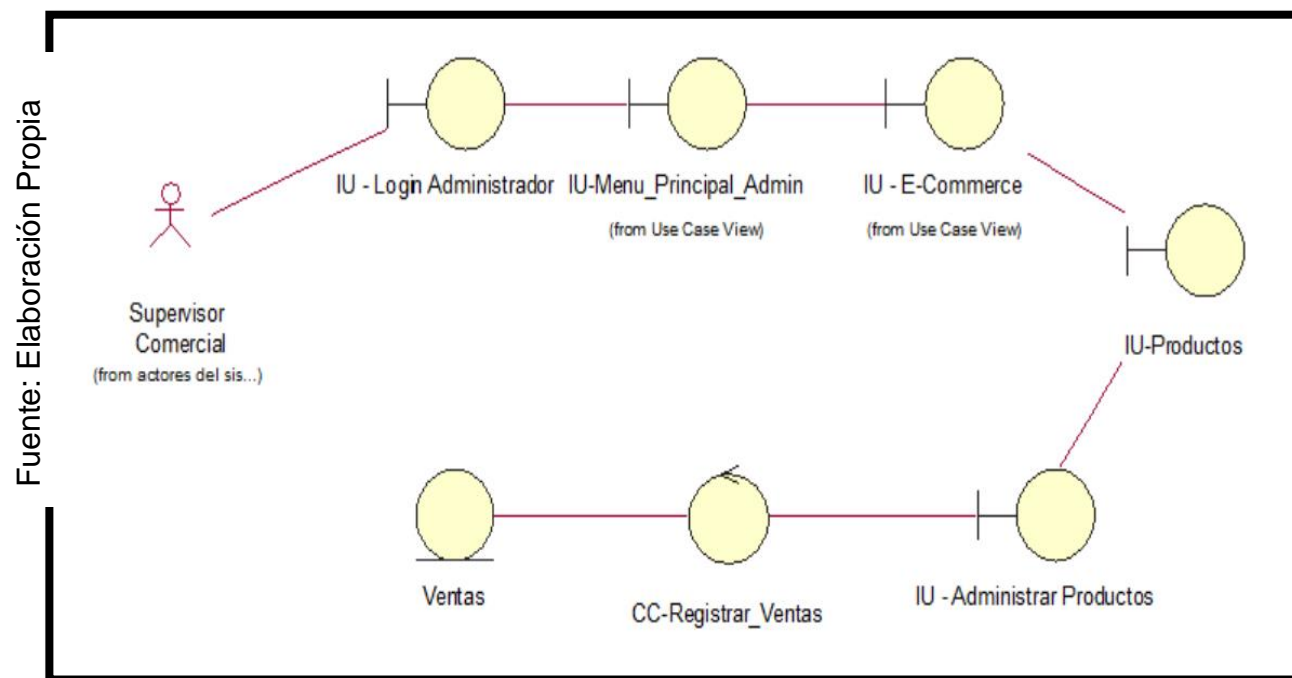 Fuente: Elaboración Propia
IU - Login Administrador
IU-Menu_Principal_Admin
(from Use Case View)
IU - E-Commerce
(from Use Case View)
Supervisor
Comercial
(from actores del sis...)
IU-Productos
Ventas
CC-Registrar_Ventas
IU - Administrar Productos